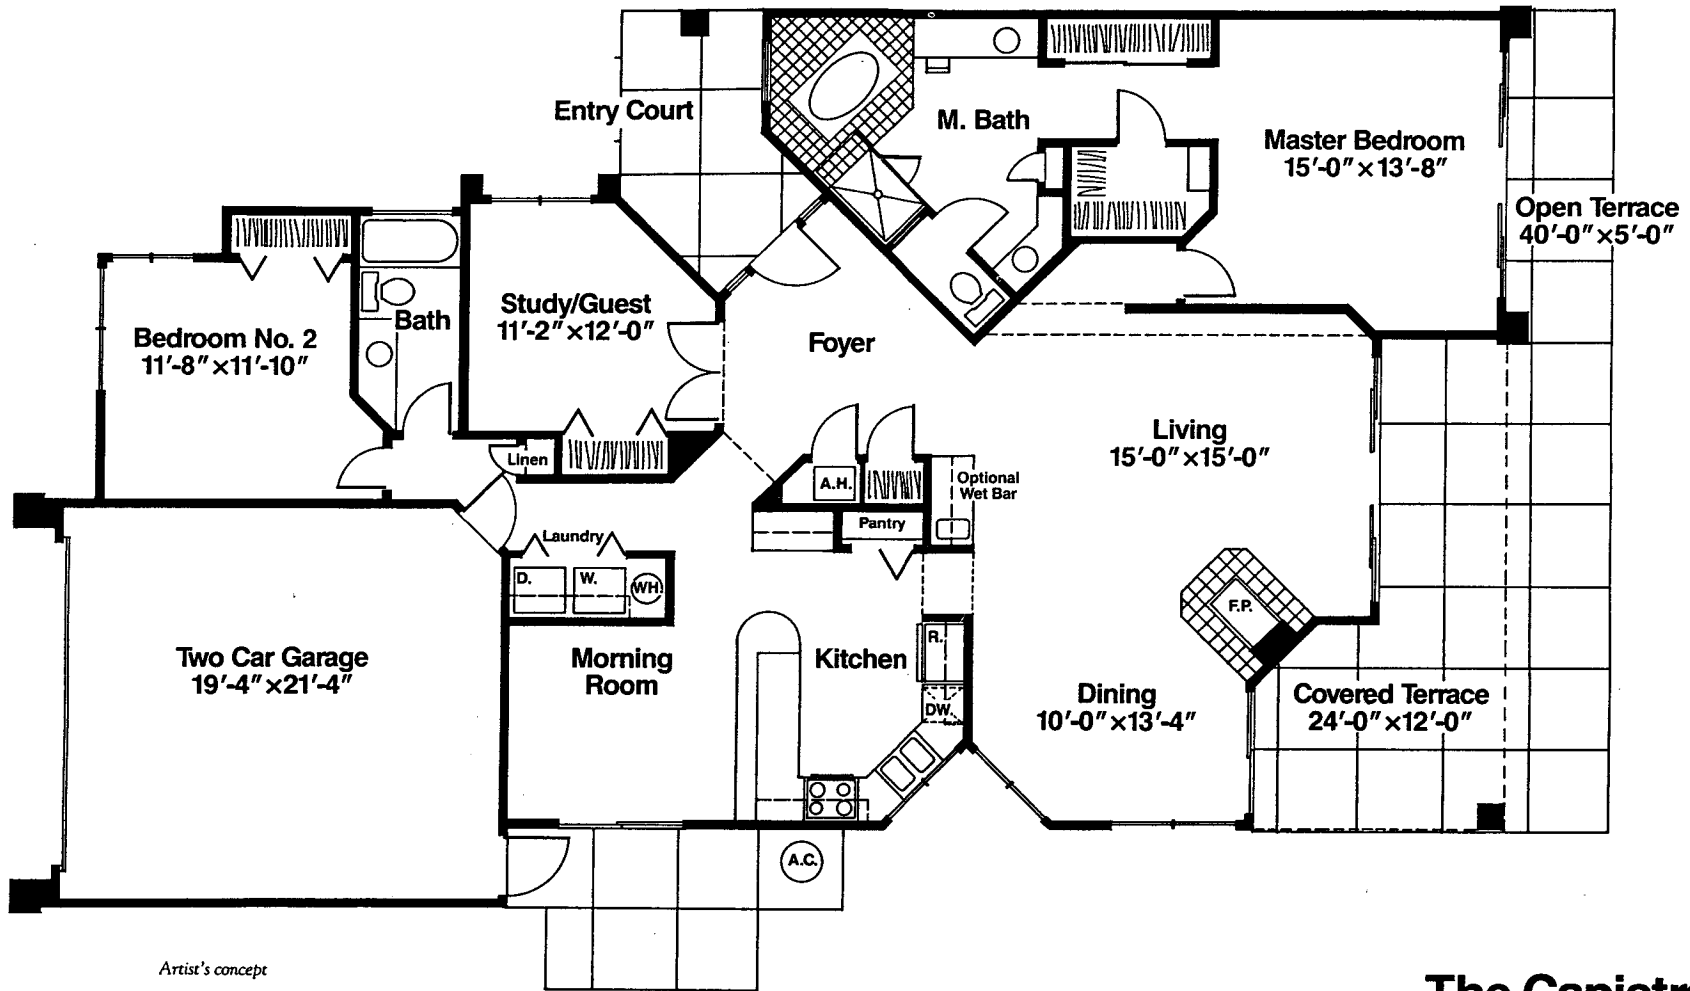 Entry Court
M. Bath
Master Bedroom
15'-0" × 13'-8"
Open Terrace
40'-0" × 5'-0"
Study/Guest
11'-2" × 12'-0"
Bath
Bedroom No. 2
11'-8" × 11'-10"
Foyer
Living
15'-0" × 15'-0"
Linen
A.H.
Optional
Wet Bar
Pantry
Laundry
D.
W.
WH
F.P.
R.
Two Car Garage
19'-4" × 21'-4"
Morning
Room
Kitchen
DW.
Dining
10'-0" × 13'-4"
Covered Terrace
24'-0" × 12'-0"
A.C.
Artist's concept
The